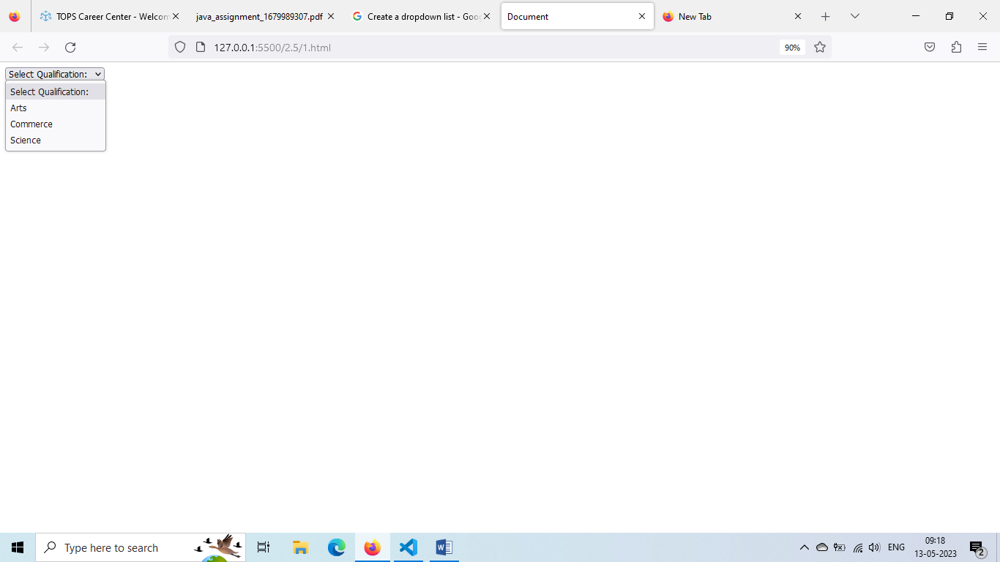 TOPS Career Center - Welcom
java_assignment_1679989307.pdf
Create a dropdown list - Goog
Document
New Tab
127.0.0.1:5500/2.5/1.html
90%
Select Qualification:
Select Qualification:
Arts
Commerce
Science
Type here to search
ENG
09:18
13-05-2023
2